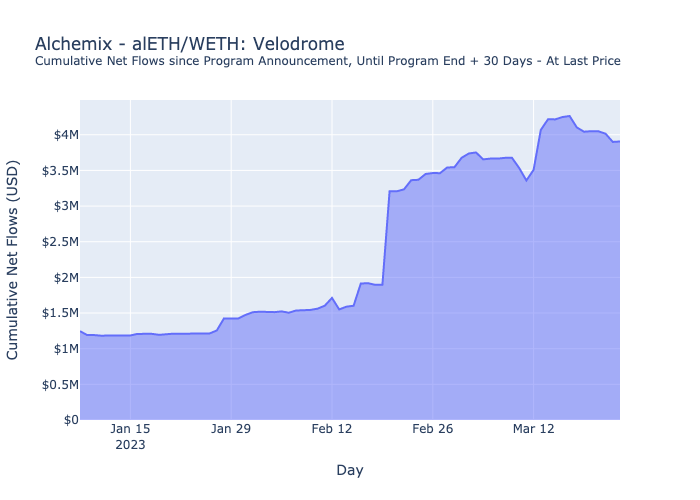 Alchemix - alETH/WETH: Velodrome
Cumulative Net Flows since Program Announcement, Until Program End + 30 Days - At Last Price
Cumulative Net Flows (USD)
$4M
$3.5M
$3M
$2.5M
$2M
$1.5M
$1M
$0.5M
$0
Jan 15 Jan 29 Feb 12 Feb 26 Mar 12
2023
Day